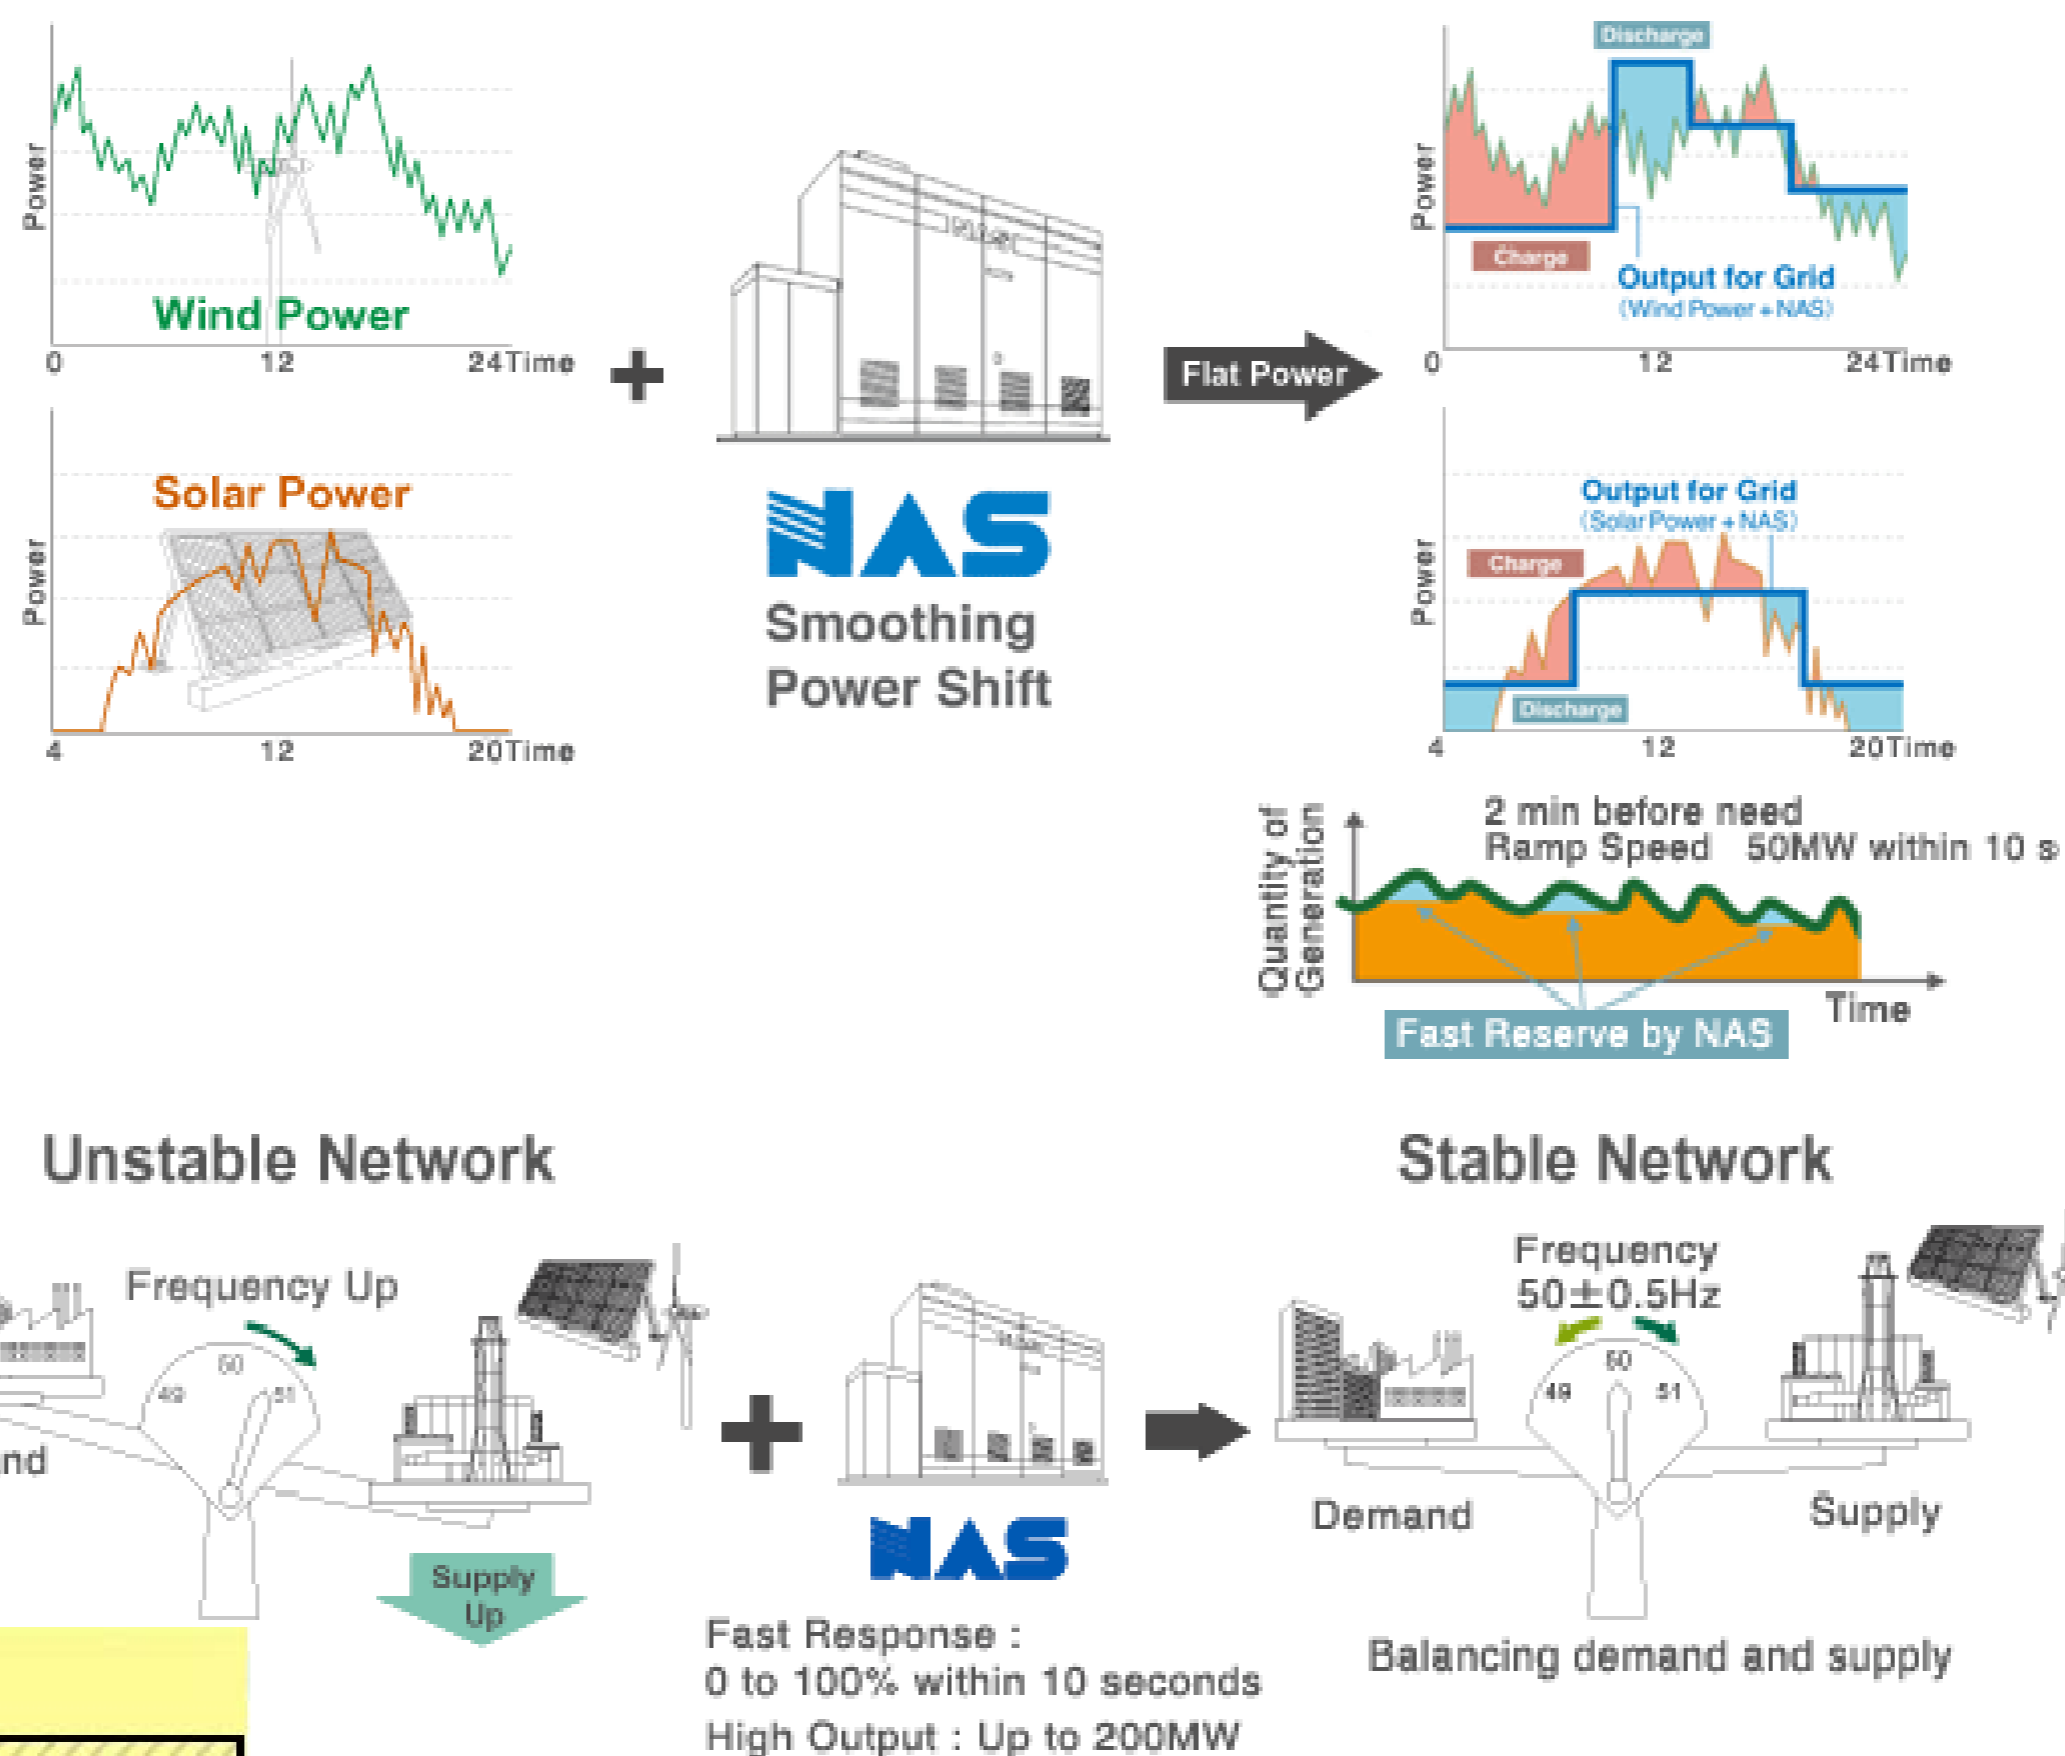 Power
Wind Power
0 12 24Time
Power
Solar Power
4 12 20Time
NAS
Smoothing
Power Shift
Flat Power
Discharge
Power
Charge
Output for Grid
(Wind Power + NAS)
0 12 24Time
Output for Grid
(Solar Power + NAS)
Power
Charge
Discharge
4 12 20Time
2 min before need
Ramp Speed 50MW within 10 s
Quantity of
Generation
Time
Fast Reserve by NAS
Unstable Network
Frequency Up
49 50 51
nd
Supply
Up
NAS
Fast Response :
0 to 100% within 10 seconds
High Output : Up to 200MW
Stable Network
Frequency
50±0.5Hz
49 50 51
Demand
Supply
Balancing demand and supply